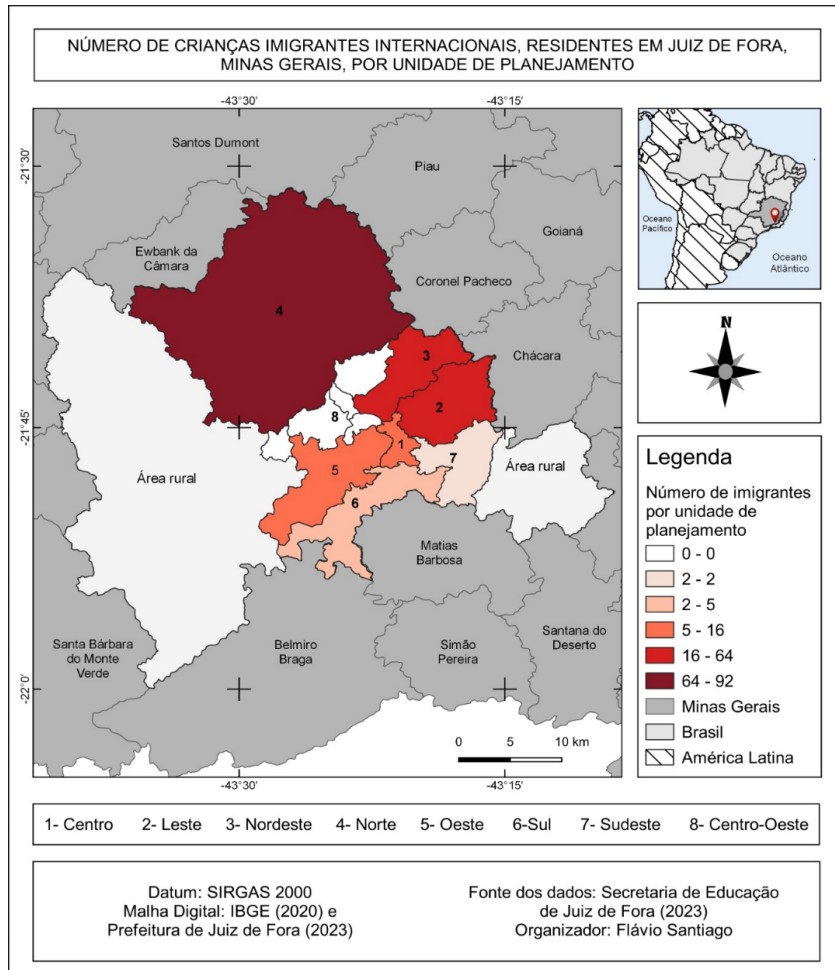 NÚMERO DE CRIANÇAS IMIGRANTES INTERNACIONAIS, RESIDENTES EM JUIZ DE FORA,
MINAS GERAIS, POR UNIDADE DE PLANEJAMENTO
-43°30'
-43°15'
-21°30'
-21°45'
-22°0'
Santos Dumont
Piau
Goianá
Ewbank da
Câmara
Coronel Pacheco
4
3
Chácara
2
8
1
7
Área rural
5
Área rural
6
Matias
Barbosa
Santa Bárbara
do Monte
Verde
Belmiro
Braga
Simão
Pereira
Santana do
Deserto
0 5 10 km
-43°30'
-43°15'
Oceano
Pacífico
Oceano
Atlântico
N
Legenda
Número de imigrantes
por unidade de
planejamento
0 - 0
2 - 2
2 - 5
5 - 16
16 - 64
64 - 92
Minas Gerais
Brasil
América Latina
1- Centro 2- Leste 3- Nordeste 4- Norte 5- Oeste 6-Sul 7- Sudeste 8- Centro-Oeste
Datum: SIRGAS 2000
Malha Digital: IBGE (2020) e
Prefeitura de Juiz de Fora (2023)
Fonte dos dados: Secretaria de Educação
de Juiz de Fora (2023)
Organizador: Flávio Santiago